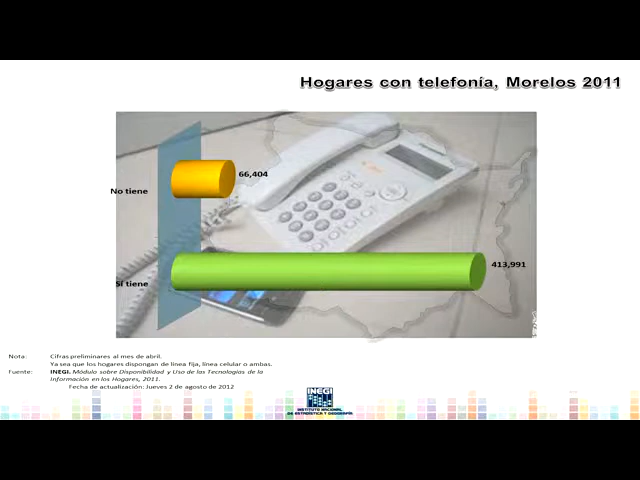 Hogares con telefonía, Morelos 2011
66,404
No tiene
413,991
Sí tiene
Nota: Cifras preliminares al mes de abril.
Ya sea que los hogares dispongan de línea fija, línea celular o ambas.
Fuente: INEGI. Módulo sobre Disponibilidad y Uso de las Tecnologías de la
Información en los Hogares, 2011.
Fecha de actualización: Jueves 2 de agosto de 2012
INEGI
INSTITUTO NACIONAL
DE ESTADÍSTICA Y GEOGRAFÍA